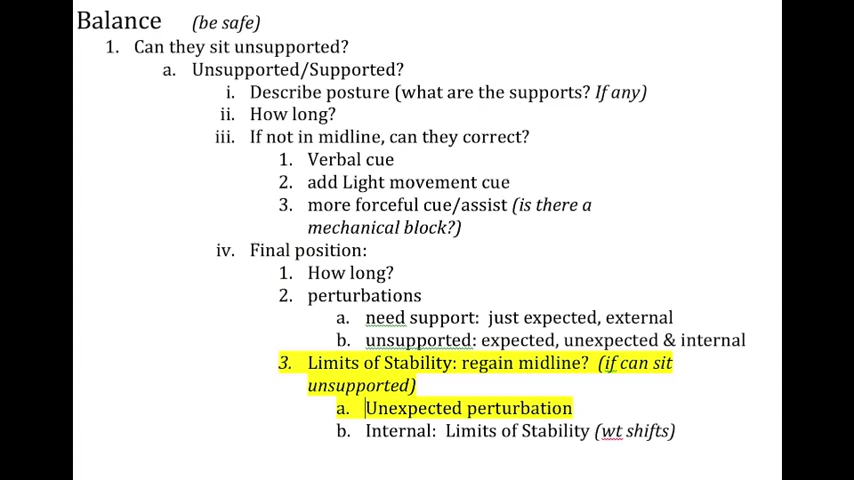 Balance (be safe)
1. Can they sit unsupported?
a. Unsupported/Supported?
i. Describe posture (what are the supports? If any)
ii. How long?
iii. If not in midline, can they correct?
1. Verbal cue
2. add Light movement cue
3. more forceful cue/assist (is there a
mechanical block?)
iv. Final position:
1. How long?
2. perturbations
a. need support: just expected, external
b. unsupported: expected, unexpected & internal
3. Limits of Stability: regain midline? (if can sit
unsupported)
a. Unexpected perturbation
b. Internal: Limits of Stability (wt shifts)